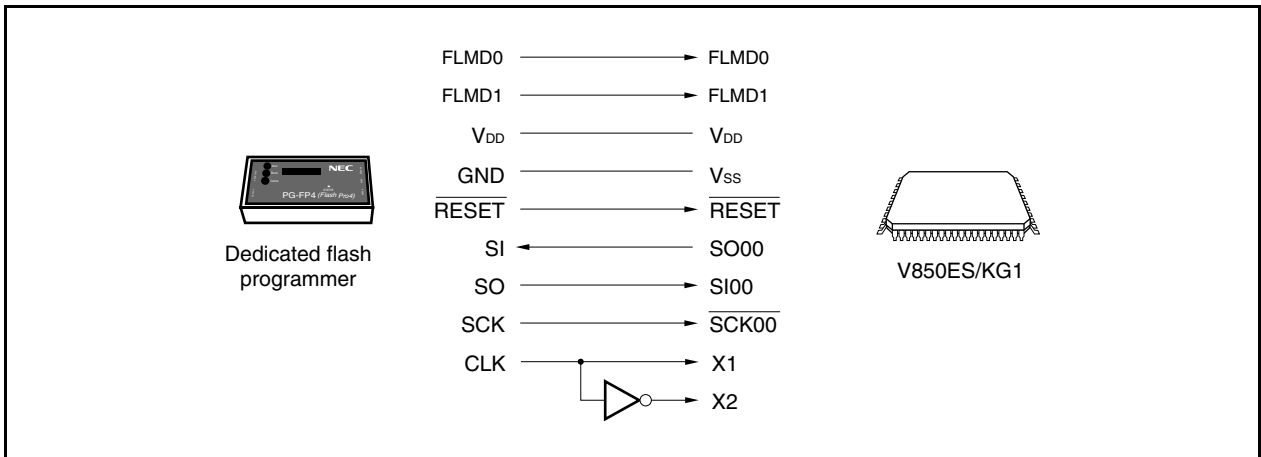 FLMD0 FLMD0
FLMD1 FLMD1
VDD VDD
GND VSS
RESET RESET
SI SO00
SO SI00
SCK SCK00
CLK X1
X2
NEC
PG-FP4 (Flash Pro4)
Dedicated flash
programmer
V850ES/KG1